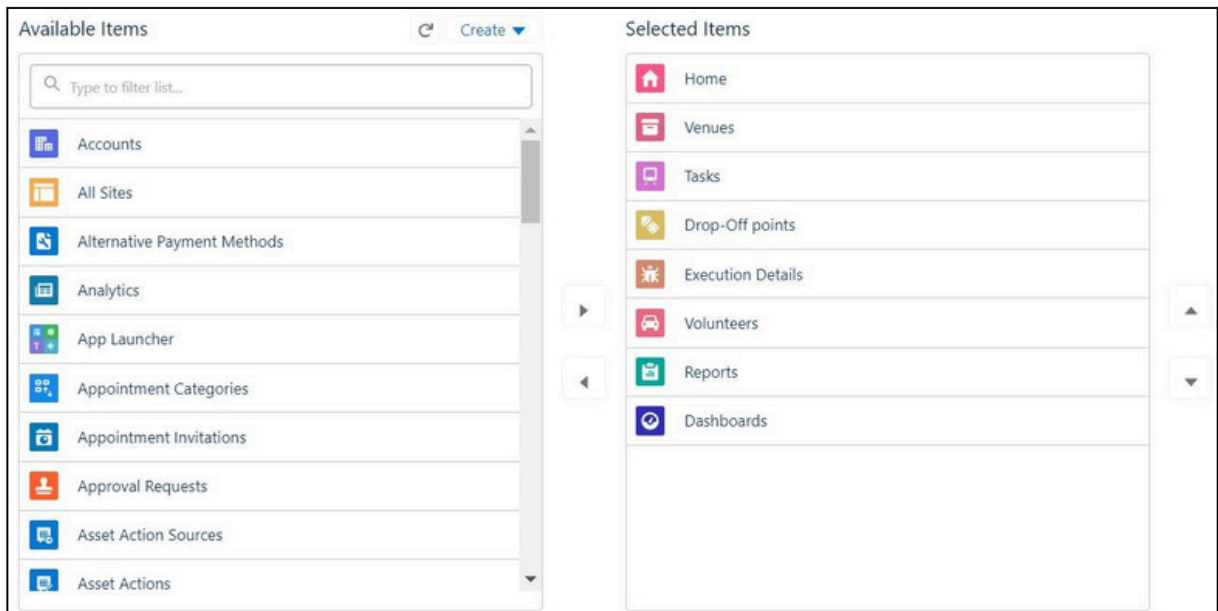 Available Items
Create
Type to filter list...
Accounts
All Sites
Alternative Payment Methods
Analytics
App Launcher
Appointment Categories
Appointment Invitations
Approval Requests
Asset Action Sources
Asset Actions
Selected Items
Home
Venues
Tasks
Drop-Off points
Execution Details
Volunteers
Reports
Dashboards